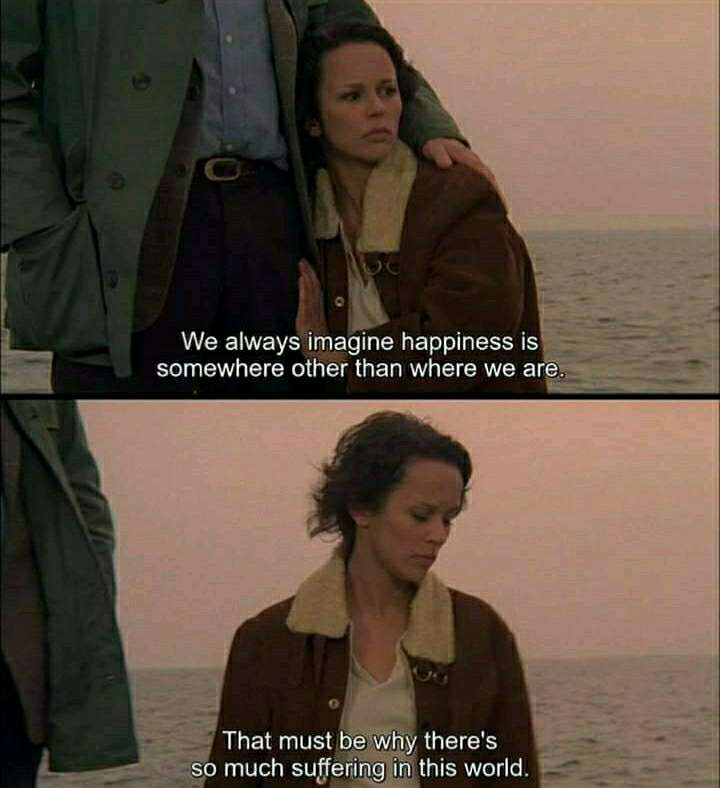 We always imagine happiness is
somewhere other than where we are.
That must be why there's
so much suffering in this world.